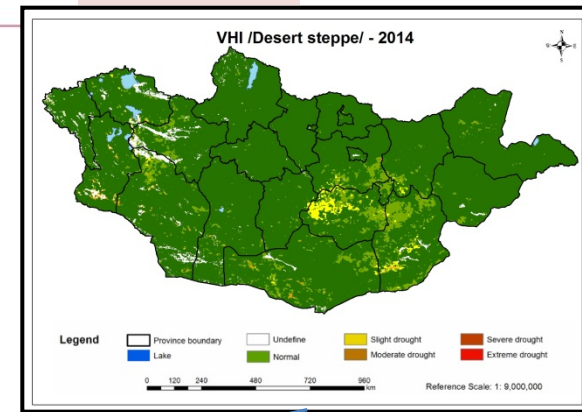 VHI /Desert steppe/ - 2014
N
W E
S
Legend
Province boundary Undefine Slight drought Severe drought
Lake Normal Moderate drought Extreme drought
0 120 240 480 720 960
km
Reference Scale: 1: 9,000,000